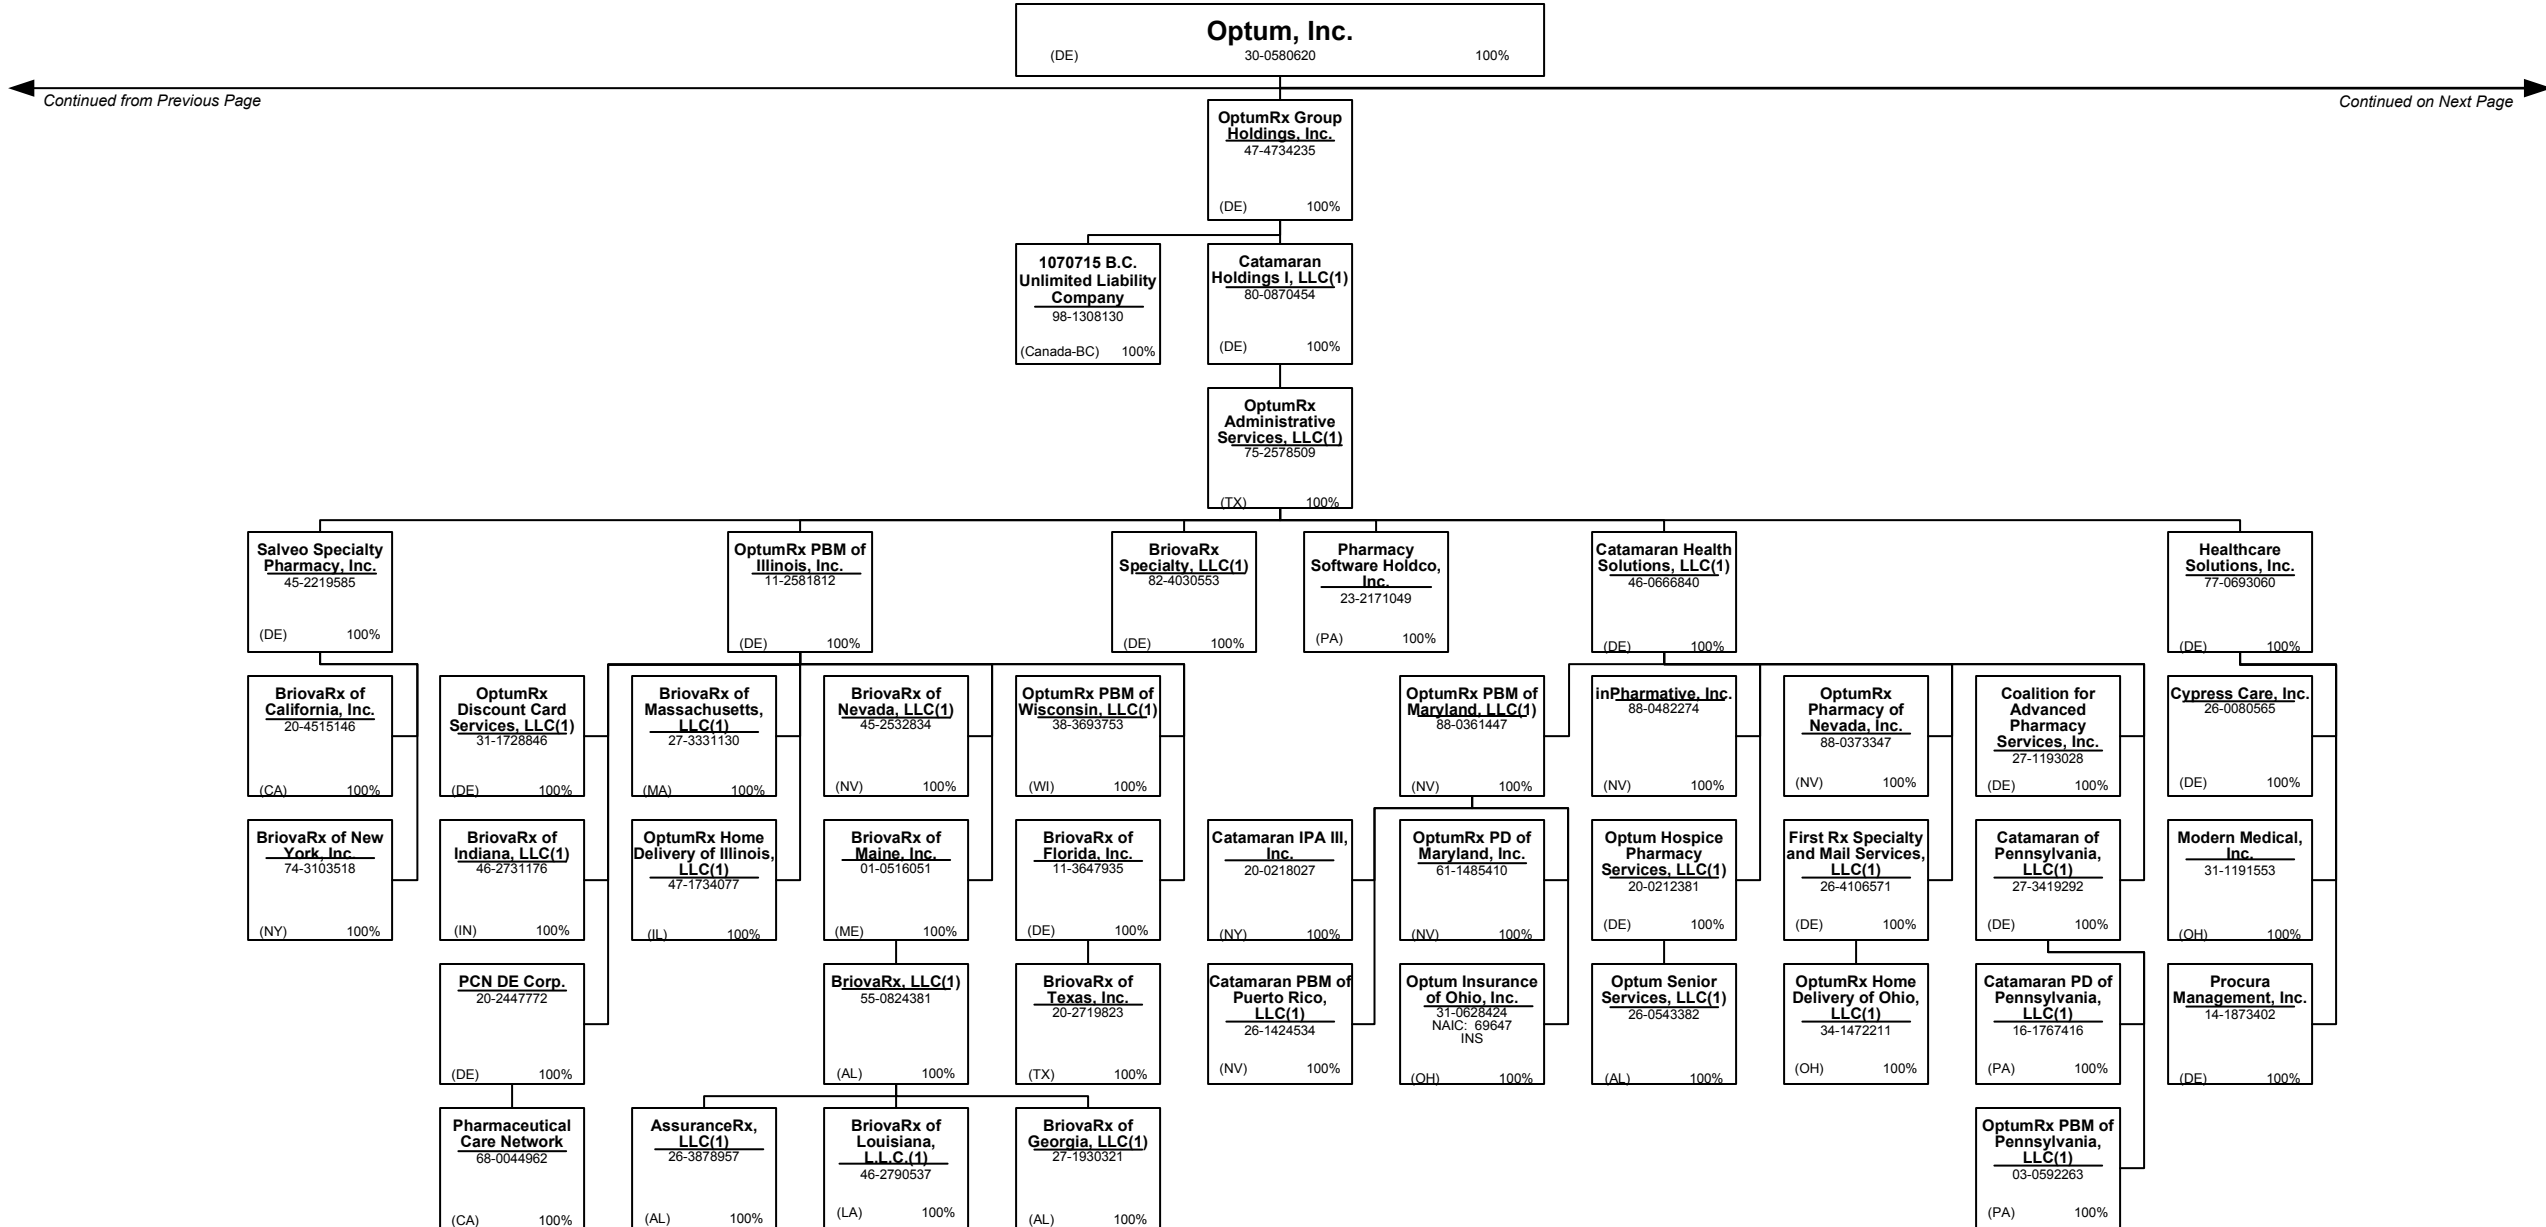 Optum, Inc.
(DE) 30-0580620 100%
Continued from Previous Page
Continued on Next Page
OptumRx Group
Holdings, Inc.
47-4734235
(DE) 100%
1070715 B.C.
Unlimited Liability
Company
98-1308130
(Canada-BC) 100%
Catamaran
Holdings I, LLC(1)
80-0870454
(DE) 100%
OptumRx
Administrative
Services, LLC(1)
75-2578509
(TX) 100%
Salveo Specialty
Pharmacy, Inc.
45-2219585
(DE) 100%
OptumRx PBM of
Illinois, Inc.
11-2581812
(DE) 100%
BriovaRx
Specialty, LLC(1)
82-4030553
(DE) 100%
Pharmacy
Software Holdco,
Inc.
23-2171049
(PA) 100%
Catamaran Health
Solutions, LLC(1)
46-0666840
(DE) 100%
Healthcare
Solutions, Inc.
77-0693060
(DE) 100%
BriovaRx of
California, Inc.
20-4515146
(CA) 100%
OptumRx
Discount Card
Services, LLC(1)
31-1728846
(DE) 100%
BriovaRx of
Massachusetts,
LLC(1)
27-3331130
(MA) 100%
BriovaRx of
Nevada, LLC(1)
45-2532834
(NV) 100%
OptumRx PBM of
Wisconsin, LLC(1)
38-3693753
(WI) 100%
OptumRx PBM of
Maryland, LLC(1)
88-0361447
(NV) 100%
inPharmative, Inc.
88-0482274
(NV) 100%
OptumRx
Pharmacy of
Nevada, Inc.
88-0373347
(NV) 100%
Coalition for
Advanced
Pharmacy
Services, Inc.
27-1193028
(DE) 100%
Cypress Care, Inc.
26-0080565
(DE) 100%
BriovaRx of New
York, Inc.
74-3103518
(NY) 100%
BriovaRx of
Indiana, LLC(1)
46-2731176
(IN) 100%
OptumRx Home
Delivery of Illinois,
LLC(1)
47-1734077
(IL) 100%
BriovaRx of
Maine, Inc.
01-0516051
(ME) 100%
BriovaRx of
Florida, Inc.
11-3647935
(DE) 100%
Catamaran IPA III,
Inc.
20-0218027
(NY) 100%
OptumRx PD of
Maryland, Inc.
61-1485410
(NV) 100%
Optum Hospice
Pharmacy
Services, LLC(1)
20-0212381
(DE) 100%
First Rx Specialty
and Mail Services,
LLC(1)
26-4106571
(DE) 100%
Catamaran of
Pennsylvania,
LLC(1)
27-3419292
(DE) 100%
Modern Medical,
Inc.
31-1191553
(OH) 100%
PCN DE Corp.
20-2447772
(DE) 100%
BriovaRx, LLC(1)
55-0824381
(AL) 100%
BriovaRx of
Texas, Inc.
20-2719823
(TX) 100%
Catamaran PBM of
Puerto Rico,
LLC(1)
26-1424534
(NV) 100%
Optum Insurance
of Ohio, Inc.
31-0628424
NAIC: 69647
INS
(OH) 100%
Optum Senior
Services, LLC(1)
26-0543382
(AL) 100%
OptumRx Home
Delivery of Ohio,
LLC(1)
34-1472211
(OH) 100%
Catamaran PD of
Pennsylvania,
LLC(1)
16-1767416
(PA) 100%
Procura
Management, Inc.
14-1873402
(DE) 100%
Pharmaceutical
Care Network
68-0044962
(CA) 100%
AssuranceRx,
LLC(1)
26-3878957
(AL) 100%
BriovaRx of
Louisiana,
L.L.C.(1)
46-2790537
(LA) 100%
BriovaRx of
Georgia, LLC(1)
27-1930321
(AL) 100%
OptumRx PBM of
Pennsylvania,
LLC(1)
03-0592263
(PA) 100%